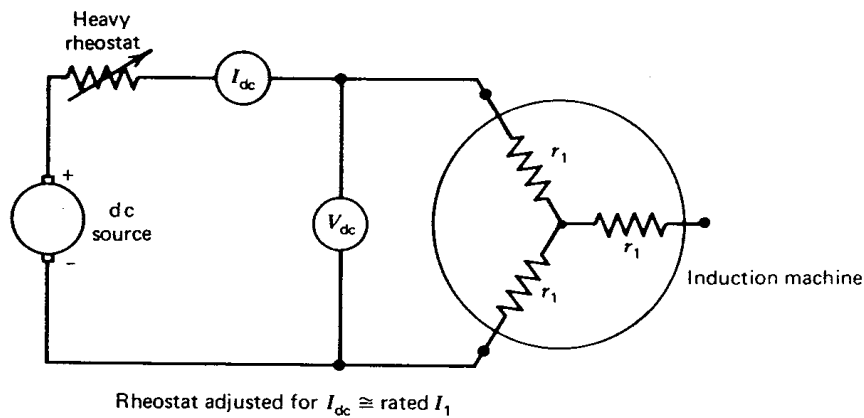 Heavy
rheostat
I_dc
+
dc
source
-
V_dc
r_1
r_1
r_1
Induction machine
Rheostat adjusted for I_dc ≅ rated I_1